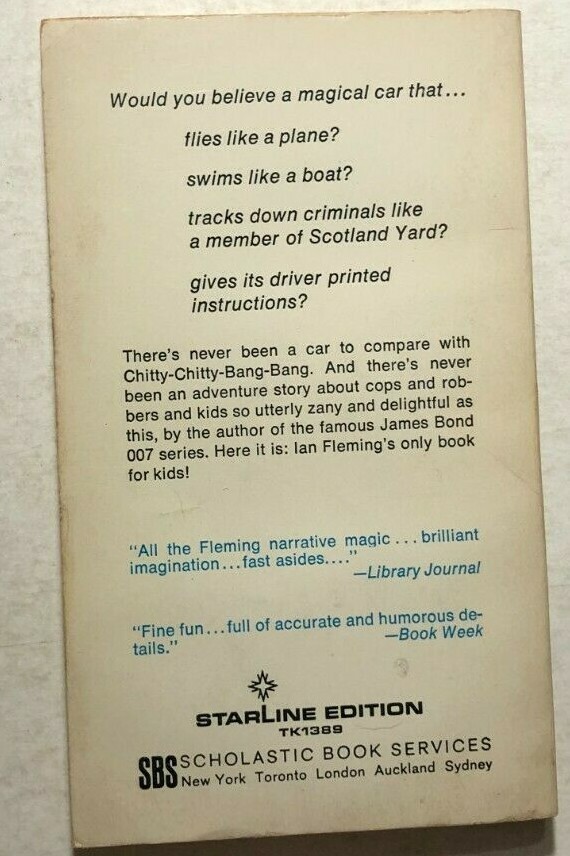 Would you believe a magical car that...
flies like a plane?
swims like a boat?
tracks down criminals like
a member of Scotland Yard?
gives its driver printed
instructions?
There's never been a car to compare with
Chitty-Chitty-Bang-Bang. And there's never
been an adventure story about cops and rob-
bers and kids so utterly zany and delightful as
this, by the author of the famous James Bond
007 series. Here it is: Ian Fleming's only book
for kids!
"All the Fleming narrative magic...brilliant
imagination...fast asides...."
—Library Journal
"Fine fun...full of accurate and humorous de-
tails."
—Book Week
STARLINE EDITION
TK1389
SBS SCHOLASTIC BOOK SERVICES
New York Toronto London Auckland Sydney